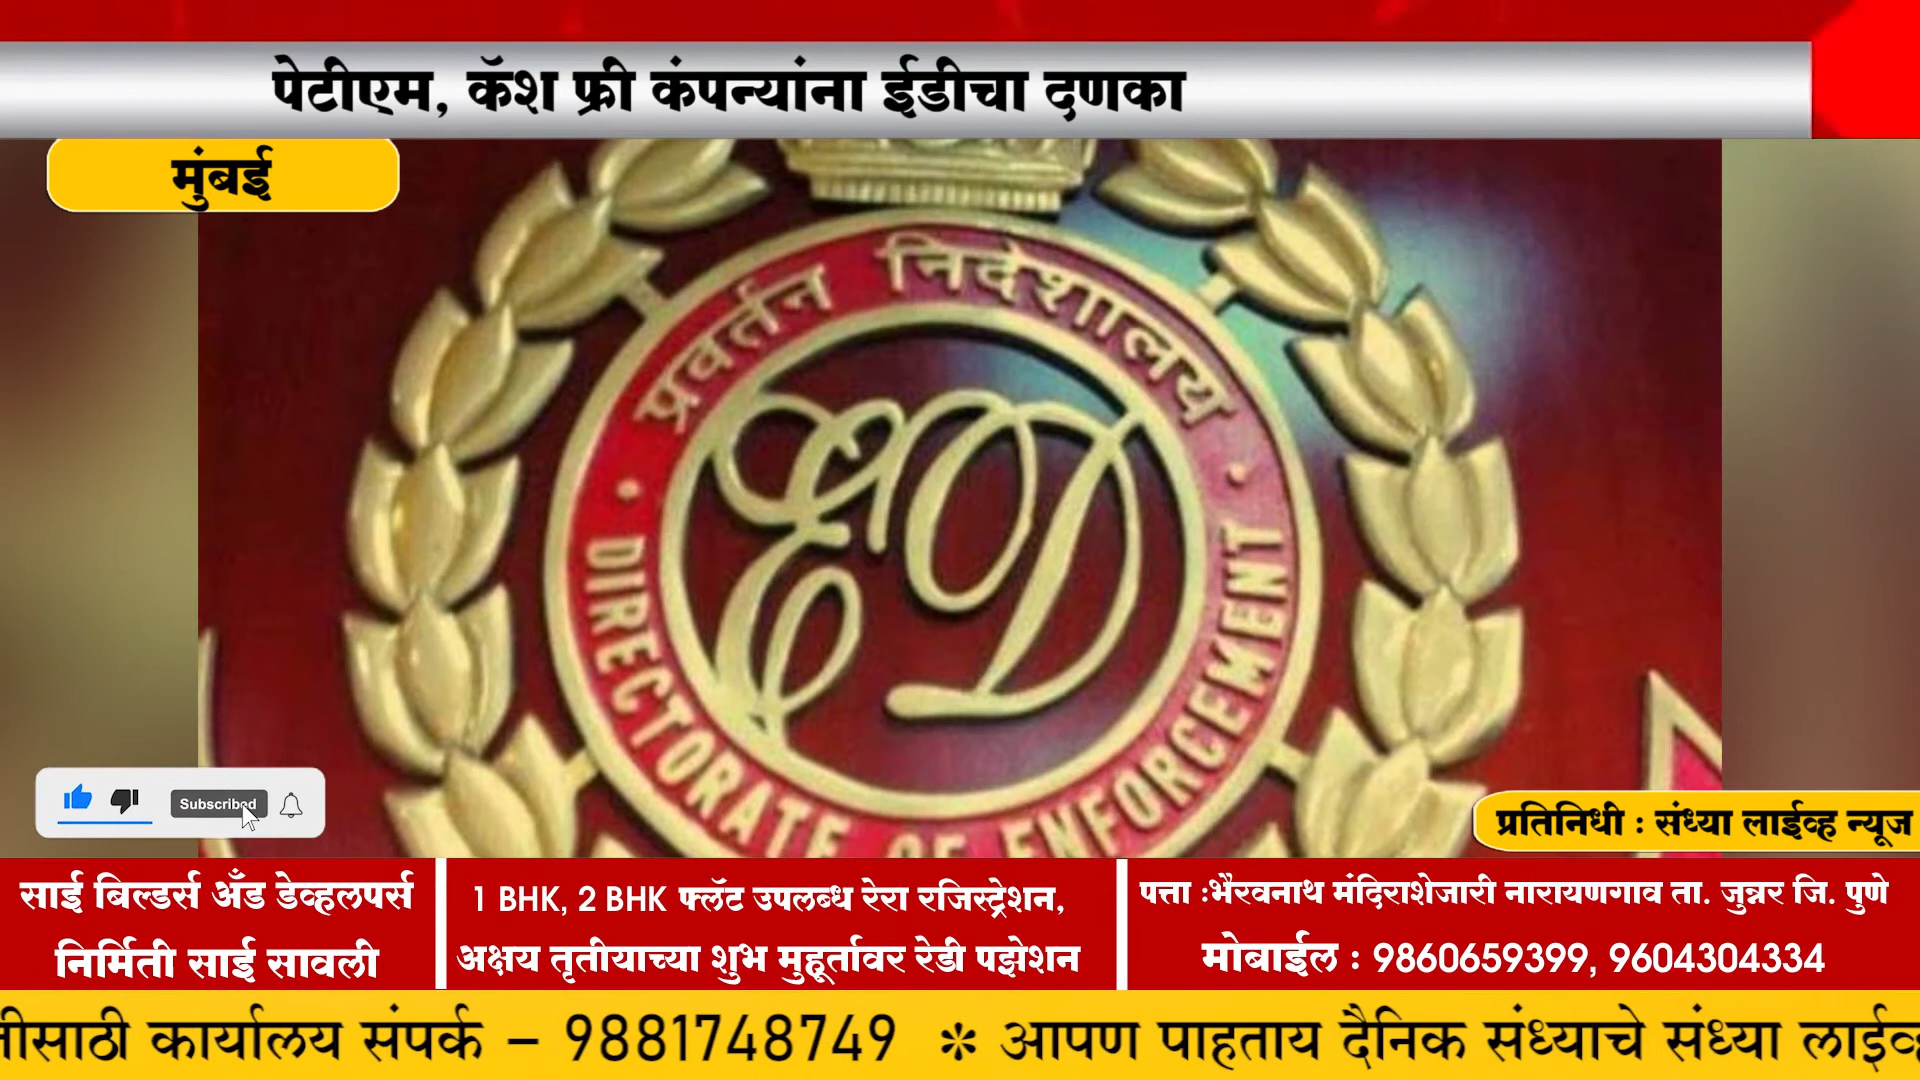 पेटीएम, कॅश फ्री कंपन्यांना ईडीचा दणका
मुंबई
प्रवर्तन निदेशालय
ED
DIRECTORATE OF ENFORCEMENT
Subscribed
प्रतिनिधी : संध्या लाईव्ह न्यूज
साई बिल्डर्स अँड डेव्हलपर्स
निर्मिती साई सावली
1 BHK, 2 BHK फ्लॅट उपलब्ध रेरा रजिस्ट्रेशन,
अक्षय तृतीयाच्या शुभ मुहूर्तावर रेडी पझेशन
पत्ता :भैरवनाथ मंदिराशेजारी नारायणगाव ता. जुन्नर जि. पुणे
मोबाईल : 9860659399, 9604304334
तीसाठी कार्यालय संपर्क – 9881748749 * आपण पाहताय दैनिक संध्याचे संध्या लाईव्ह